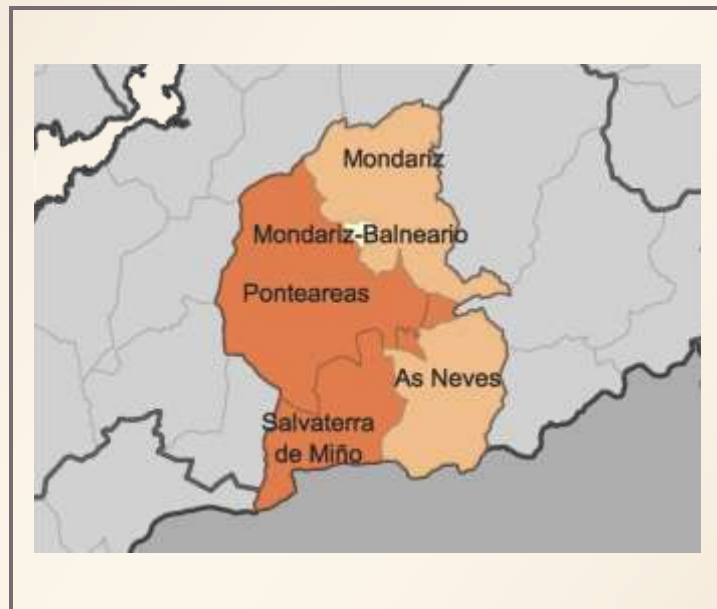 Mondariz
Mondariz-Balneario
Ponteareas
As Neves
Salvaterra
de Miño